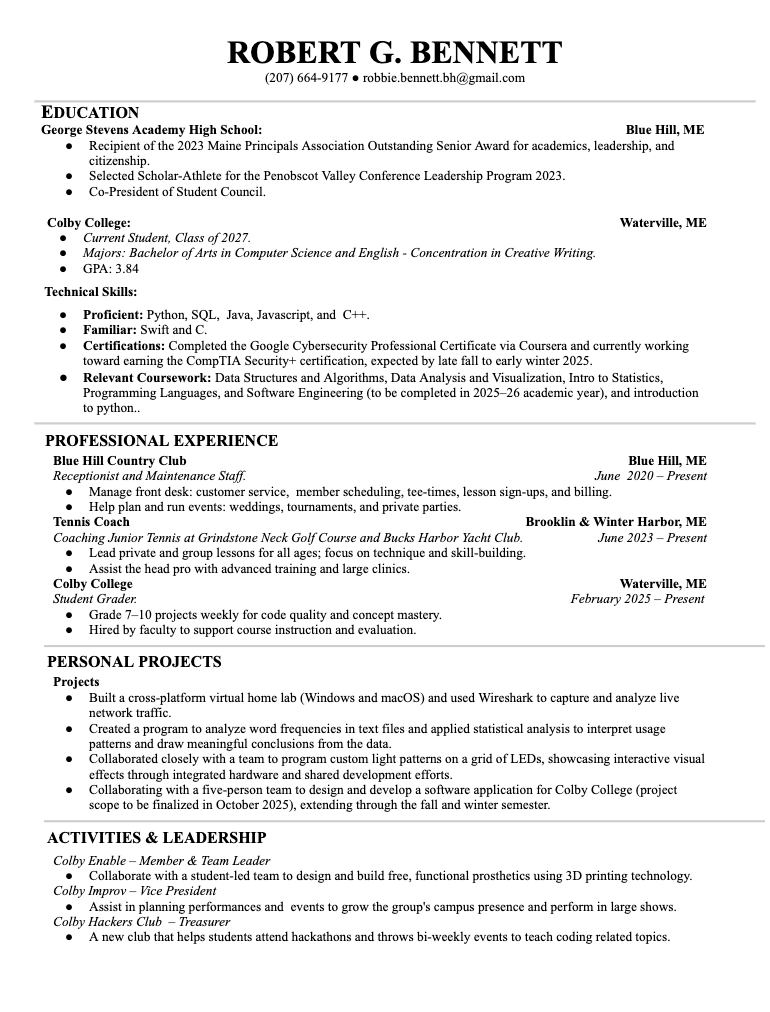 ROBERT G. BENNETT
(207) 664-9177 ● robbie.bennett.bh@gmail.com
EDUCATION
George Stevens Academy High School: Blue Hill, ME
● Recipient of the 2023 Maine Principals Association Outstanding Senior Award for academics, leadership, and
citizenship.
● Selected Scholar-Athlete for the Penobscot Valley Conference Leadership Program 2023.
● Co-President of Student Council.
Colby College: Waterville, ME
● Current Student, Class of 2027.
● Majors: Bachelor of Arts in Computer Science and English - Concentration in Creative Writing.
● GPA: 3.84
Technical Skills:
● Proficient: Python, SQL,  Java, Javascript, and  C++.
● Familiar: Swift and C.
● Certifications: Completed the Google Cybersecurity Professional Certificate via Coursera and currently working
toward earning the CompTIA Security+ certification, expected by late fall to early winter 2025.
● Relevant Coursework: Data Structures and Algorithms, Data Analysis and Visualization, Intro to Statistics,
Programming Languages, and Software Engineering (to be completed in 2025–26 academic year), and introduction
to python..
PROFESSIONAL EXPERIENCE
Blue Hill Country Club Blue Hill, ME
Receptionist and Maintenance Staff. June  2020 – Present
● Manage front desk: customer service,  member scheduling, tee-times, lesson sign-ups, and billing.
● Help plan and run events: weddings, tournaments, and private parties.
Tennis Coach Brooklin & Winter Harbor, ME
Coaching Junior Tennis at Grindstone Neck Golf Course and Bucks Harbor Yacht Club. June 2023 – Present
● Lead private and group lessons for all ages; focus on technique and skill-building.
● Assist the head pro with advanced training and large clinics.
Colby College Waterville, ME
Student Grader. February 2025 – Present
● Grade 7–10 projects weekly for code quality and concept mastery.
● Hired by faculty to support course instruction and evaluation.
PERSONAL PROJECTS
Projects
● Built a cross-platform virtual home lab (Windows and macOS) and used Wireshark to capture and analyze live
network traffic.
● Created a program to analyze word frequencies in text files and applied statistical analysis to interpret usage
patterns and draw meaningful conclusions from the data.
● Collaborated closely with a team to program custom light patterns on a grid of LEDs, showcasing interactive visual
effects through integrated hardware and shared development efforts.
● Collaborating with a five-person team to design and develop a software application for Colby College (project
scope to be finalized in October 2025), extending through the fall and winter semester.
ACTIVITIES & LEADERSHIP
Colby Enable – Member & Team Leader
● Collaborate with a student-led team to design and build free, functional prosthetics using 3D printing technology.
Colby Improv – Vice President
● Assist in planning performances and  events to grow the group's campus presence and perform in large shows.
Colby Hackers Club  – Treasurer
● A new club that helps students attend hackathons and throws bi-weekly events to teach coding related topics.